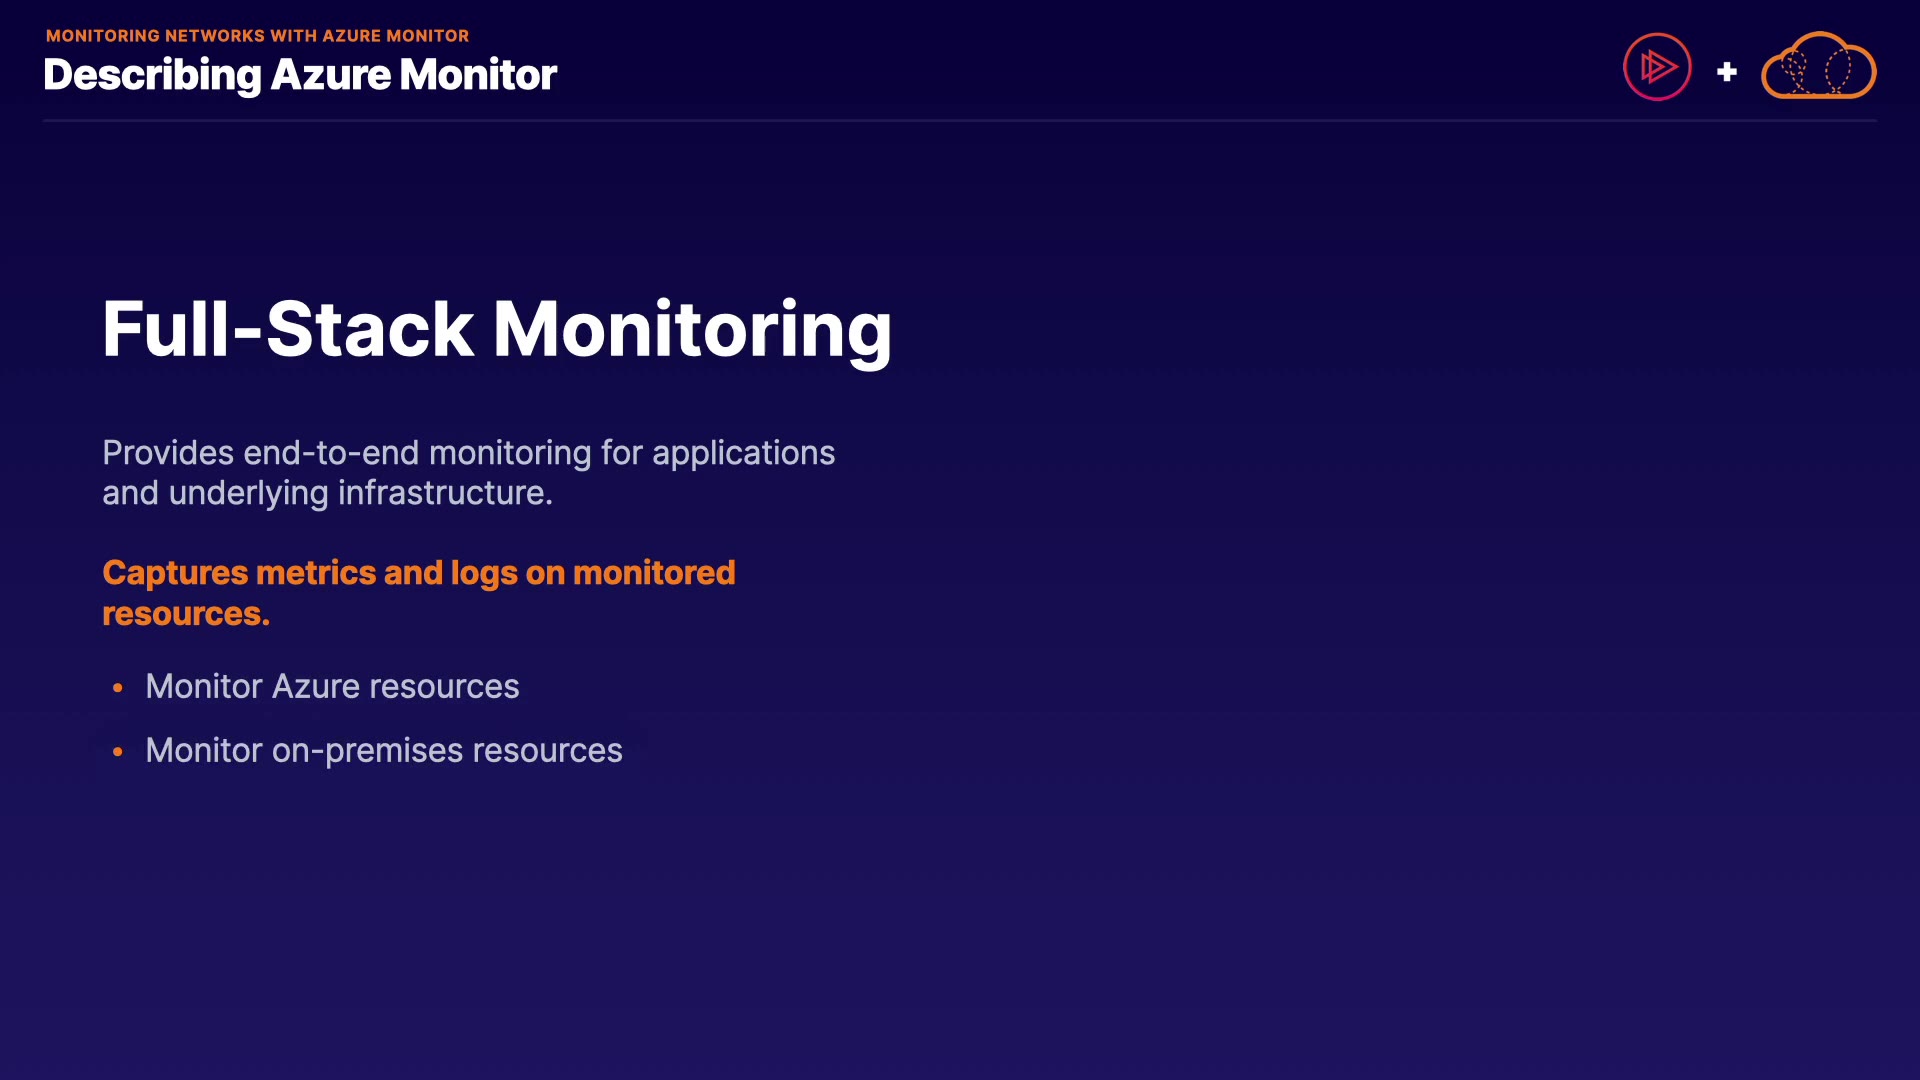 MONITORING NETWORKS WITH AZURE MONITOR
Describing Azure Monitor
+
Full-Stack Monitoring
Provides end-to-end monitoring for applications
and underlying infrastructure.
Captures metrics and logs on monitored
resources.
• Monitor Azure resources
• Monitor on-premises resources